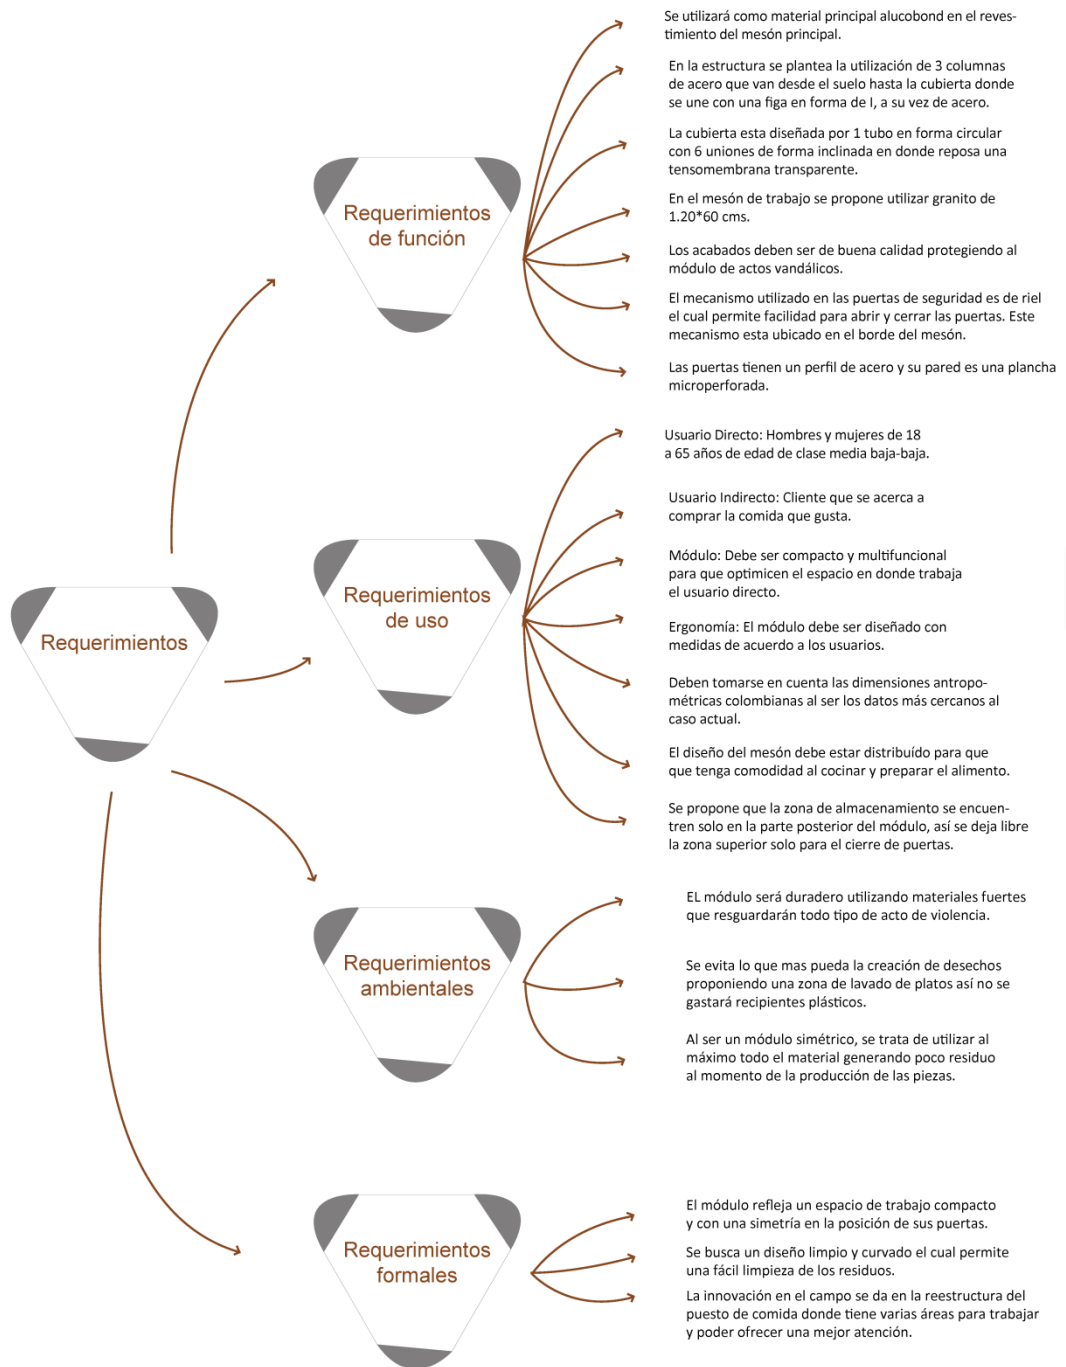 Se utilizará como material principal alucobond en el reves-
timiento del mesón principal.
En la estructura se plantea la utilización de 3 columnas
de acero que van desde el suelo hasta la cubierta donde
se une con una figa en forma de I, a su vez de acero.
La cubierta esta diseñada por 1 tubo en forma circular
con 6 uniones de forma inclinada en donde reposa una
tensomembrana transparente.
Requerimientos
de función
En el mesón de trabajo se propone utilizar granito de
1.20*60 cms.
Los acabados deben ser de buena calidad protegiendo al
módulo de actos vandálicos.
El mecanismo utilizado en las puertas de seguridad es de riel
el cual permite facilidad para abrir y cerrar las puertas. Este
mecanismo esta ubicado en el borde del mesón.
Las puertas tienen un perfil de acero y su pared es una plancha
microperforada.
Usuario Directo: Hombres y mujeres de 18
a 65 años de edad de clase media baja-baja.
Usuario Indirecto: Cliente que se acerca a
comprar la comida que gusta.
Módulo: Debe ser compacto y multifuncional
para que optimicen el espacio en donde trabaja
el usuario directo.
Requerimientos
de uso
Requerimientos
Ergonomía: El módulo debe ser diseñado con
medidas de acuerdo a los usuarios.
Deben tomarse en cuenta las dimensiones antropo-
métricas colombianas al ser los datos más cercanos al
caso actual.
El diseño del mesón debe estar distribuído para que
que tenga comodidad al cocinar y preparar el alimento.
Se propone que la zona de almacenamiento se encuen-
tren solo en la parte posterior del módulo, así se deja libre
la zona superior solo para el cierre de puertas.
EL módulo será duradero utilizando materiales fuertes
que resguardarán todo tipo de acto de violencia.
Requerimientos
ambientales
Se evita lo que mas pueda la creación de desechos
proponiendo una zona de lavado de platos así no se
gastará recipientes plásticos.
Al ser un módulo simétrico, se trata de utilizar al
máximo todo el material generando poco residuo
al momento de la producción de las piezas.
El módulo refleja un espacio de trabajo compacto
y con una simetría en la posición de sus puertas.
Requerimientos
formales
Se busca un diseño limpio y curvado el cual permite
una fácil limpieza de los residuos.
La innovación en el campo se da en la reestructura del
puesto de comida donde tiene varias áreas para trabajar
y poder ofrecer una mejor atención.